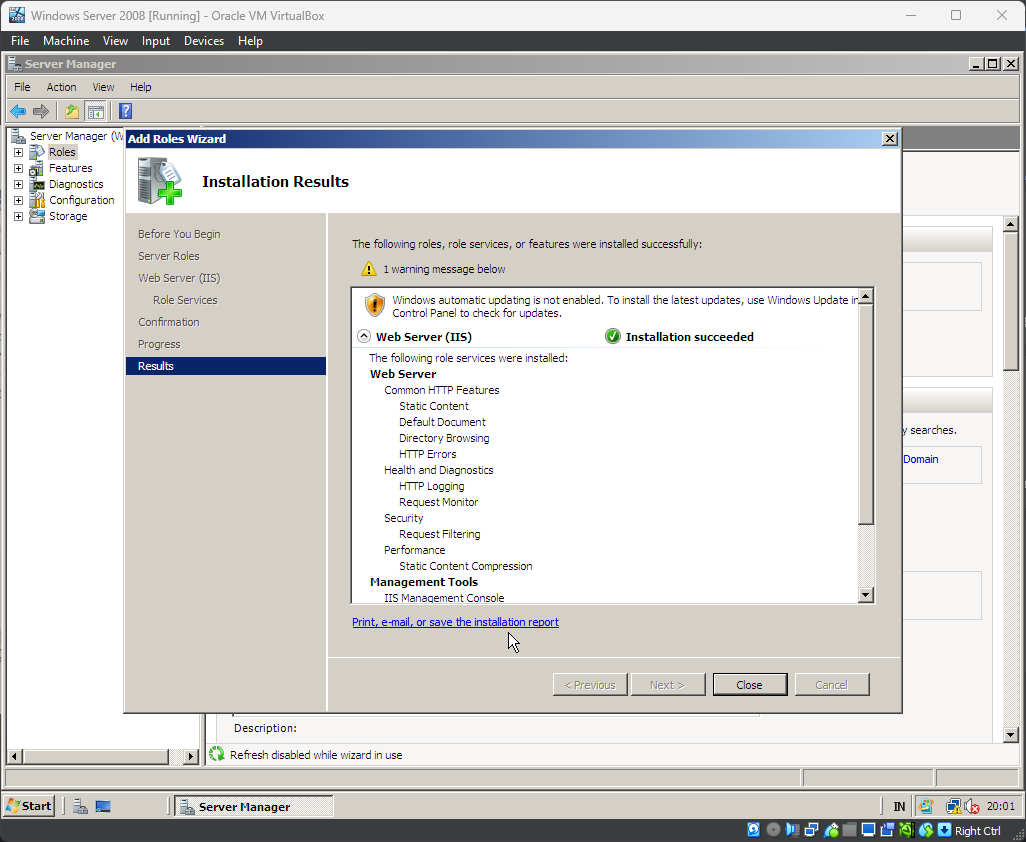 Windows Server 2008 [Running] - Oracle VM VirtualBox
File Machine View Input Devices Help
Server Manager
File Action View Help
Server Manager (W
Roles
Features
Diagnostics
Configuration
Storage
Add Roles Wizard
Installation Results
Before You Begin
Server Roles
Web Server (IIS)
Role Services
Confirmation
Progress
Results
The following roles, role services, or features were installed successfully:
1 warning message below
Windows automatic updating is not enabled. To install the latest updates, use Windows Update in
Control Panel to check for updates.
Web Server (IIS) Installation succeeded
The following role services were installed:
Web Server
Common HTTP Features
Static Content
Default Document
Directory Browsing
HTTP Errors
Health and Diagnostics
HTTP Logging
Request Monitor
Security
Request Filtering
Performance
Static Content Compression
Management Tools
IIS Management Console
Print, e-mail, or save the installation report
< Previous Next > Close Cancel
y searches.
Domain
Description:
Refresh disabled while wizard in use
Start Server Manager IN 20:01
Right Ctrl